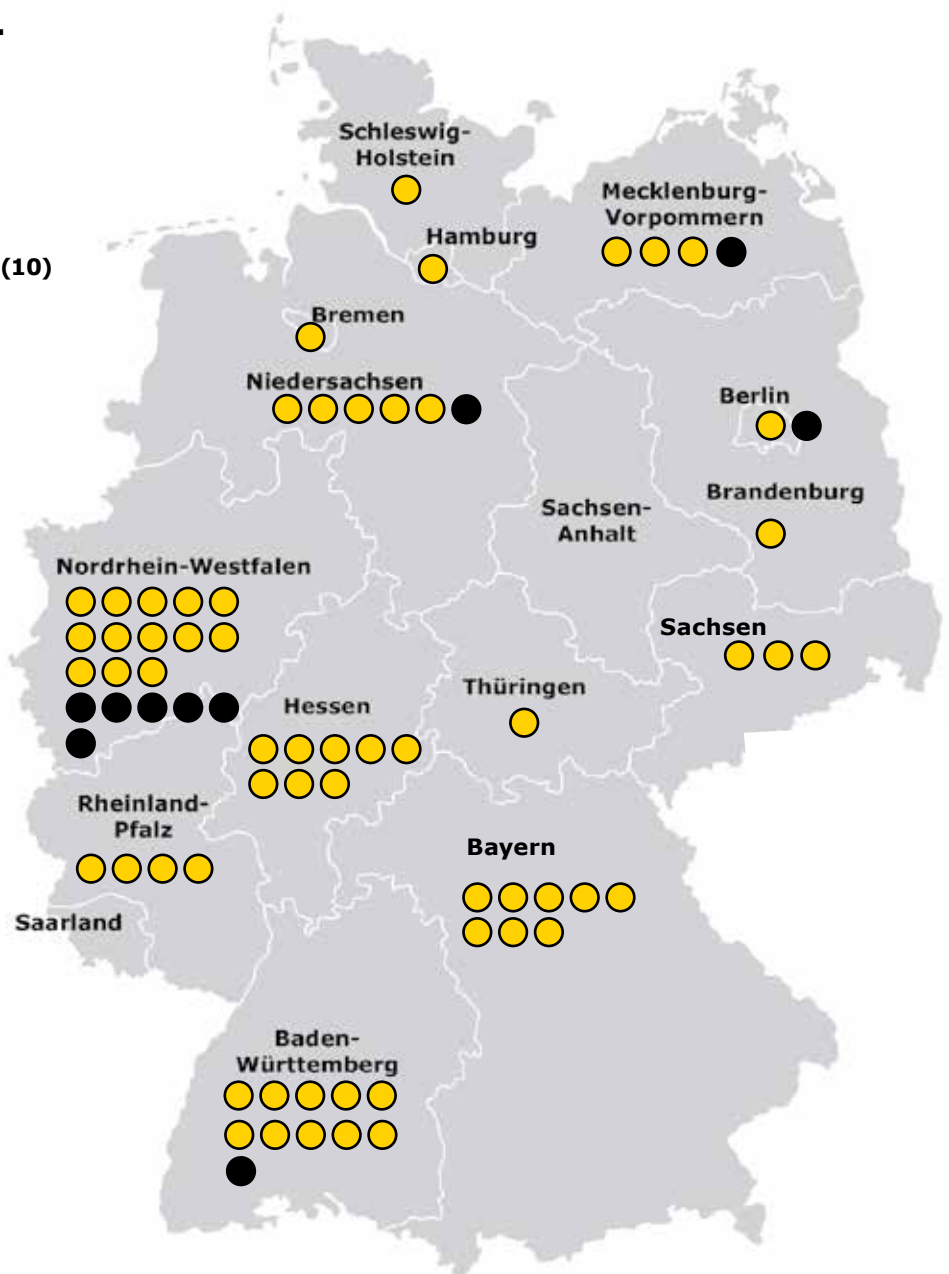 Schleswig-
Holstein
Mecklenburg-
Vorpommern
Hamburg
(10)
Bremen
Niedersachsen
Berlin
Brandenburg
Sachsen-
Anhalt
Nordrhein-Westfalen
Sachsen
Thüringen
Hessen
Rheinland-
Pfalz
Bayern
Saarland
Baden-
Württemberg